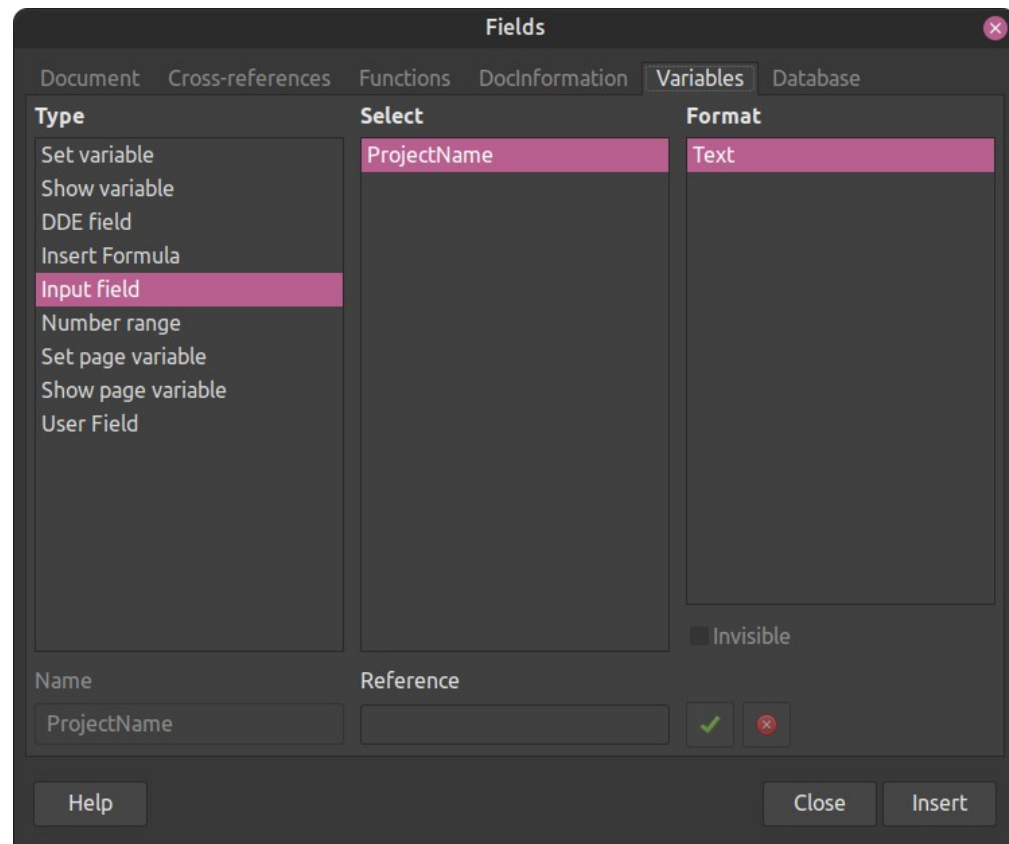 Fields
Document Cross-references Functions DocInformation Variables Database
Type
Set variable
Show variable
DDE field
Insert Formula
Input field
Number range
Set page variable
Show page variable
User Field
Select
ProjectName
Format
Text
Invisible
Name
ProjectName
Reference
Help
Close
Insert